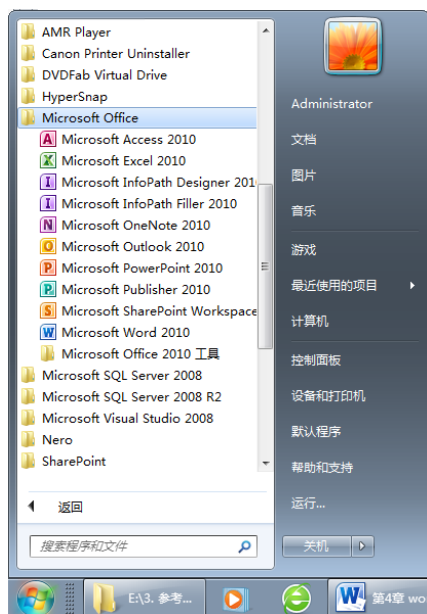 AMR Player
Canon Printer Uninstaller
DVDFab Virtual Drive
HyperSnap
Microsoft Office
Microsoft Access 2010
Microsoft Excel 2010
Microsoft InfoPath Designer 201
Microsoft InfoPath Filler 2010
Microsoft OneNote 2010
Microsoft Outlook 2010
Microsoft PowerPoint 2010
Microsoft Publisher 2010
Microsoft SharePoint Workspace
Microsoft Word 2010
Microsoft Office 2010 工具
Microsoft SQL Server 2008
Microsoft SQL Server 2008 R2
Microsoft Visual Studio 2008
Nero
SharePoint
返回
搜索程序和文件
Administrator
文档
图片
音乐
游戏
最近使用的项目
计算机
控制面板
设备和打印机
默认程序
帮助和支持
运行...
关机
E:\3. 参考...
第4章 wo